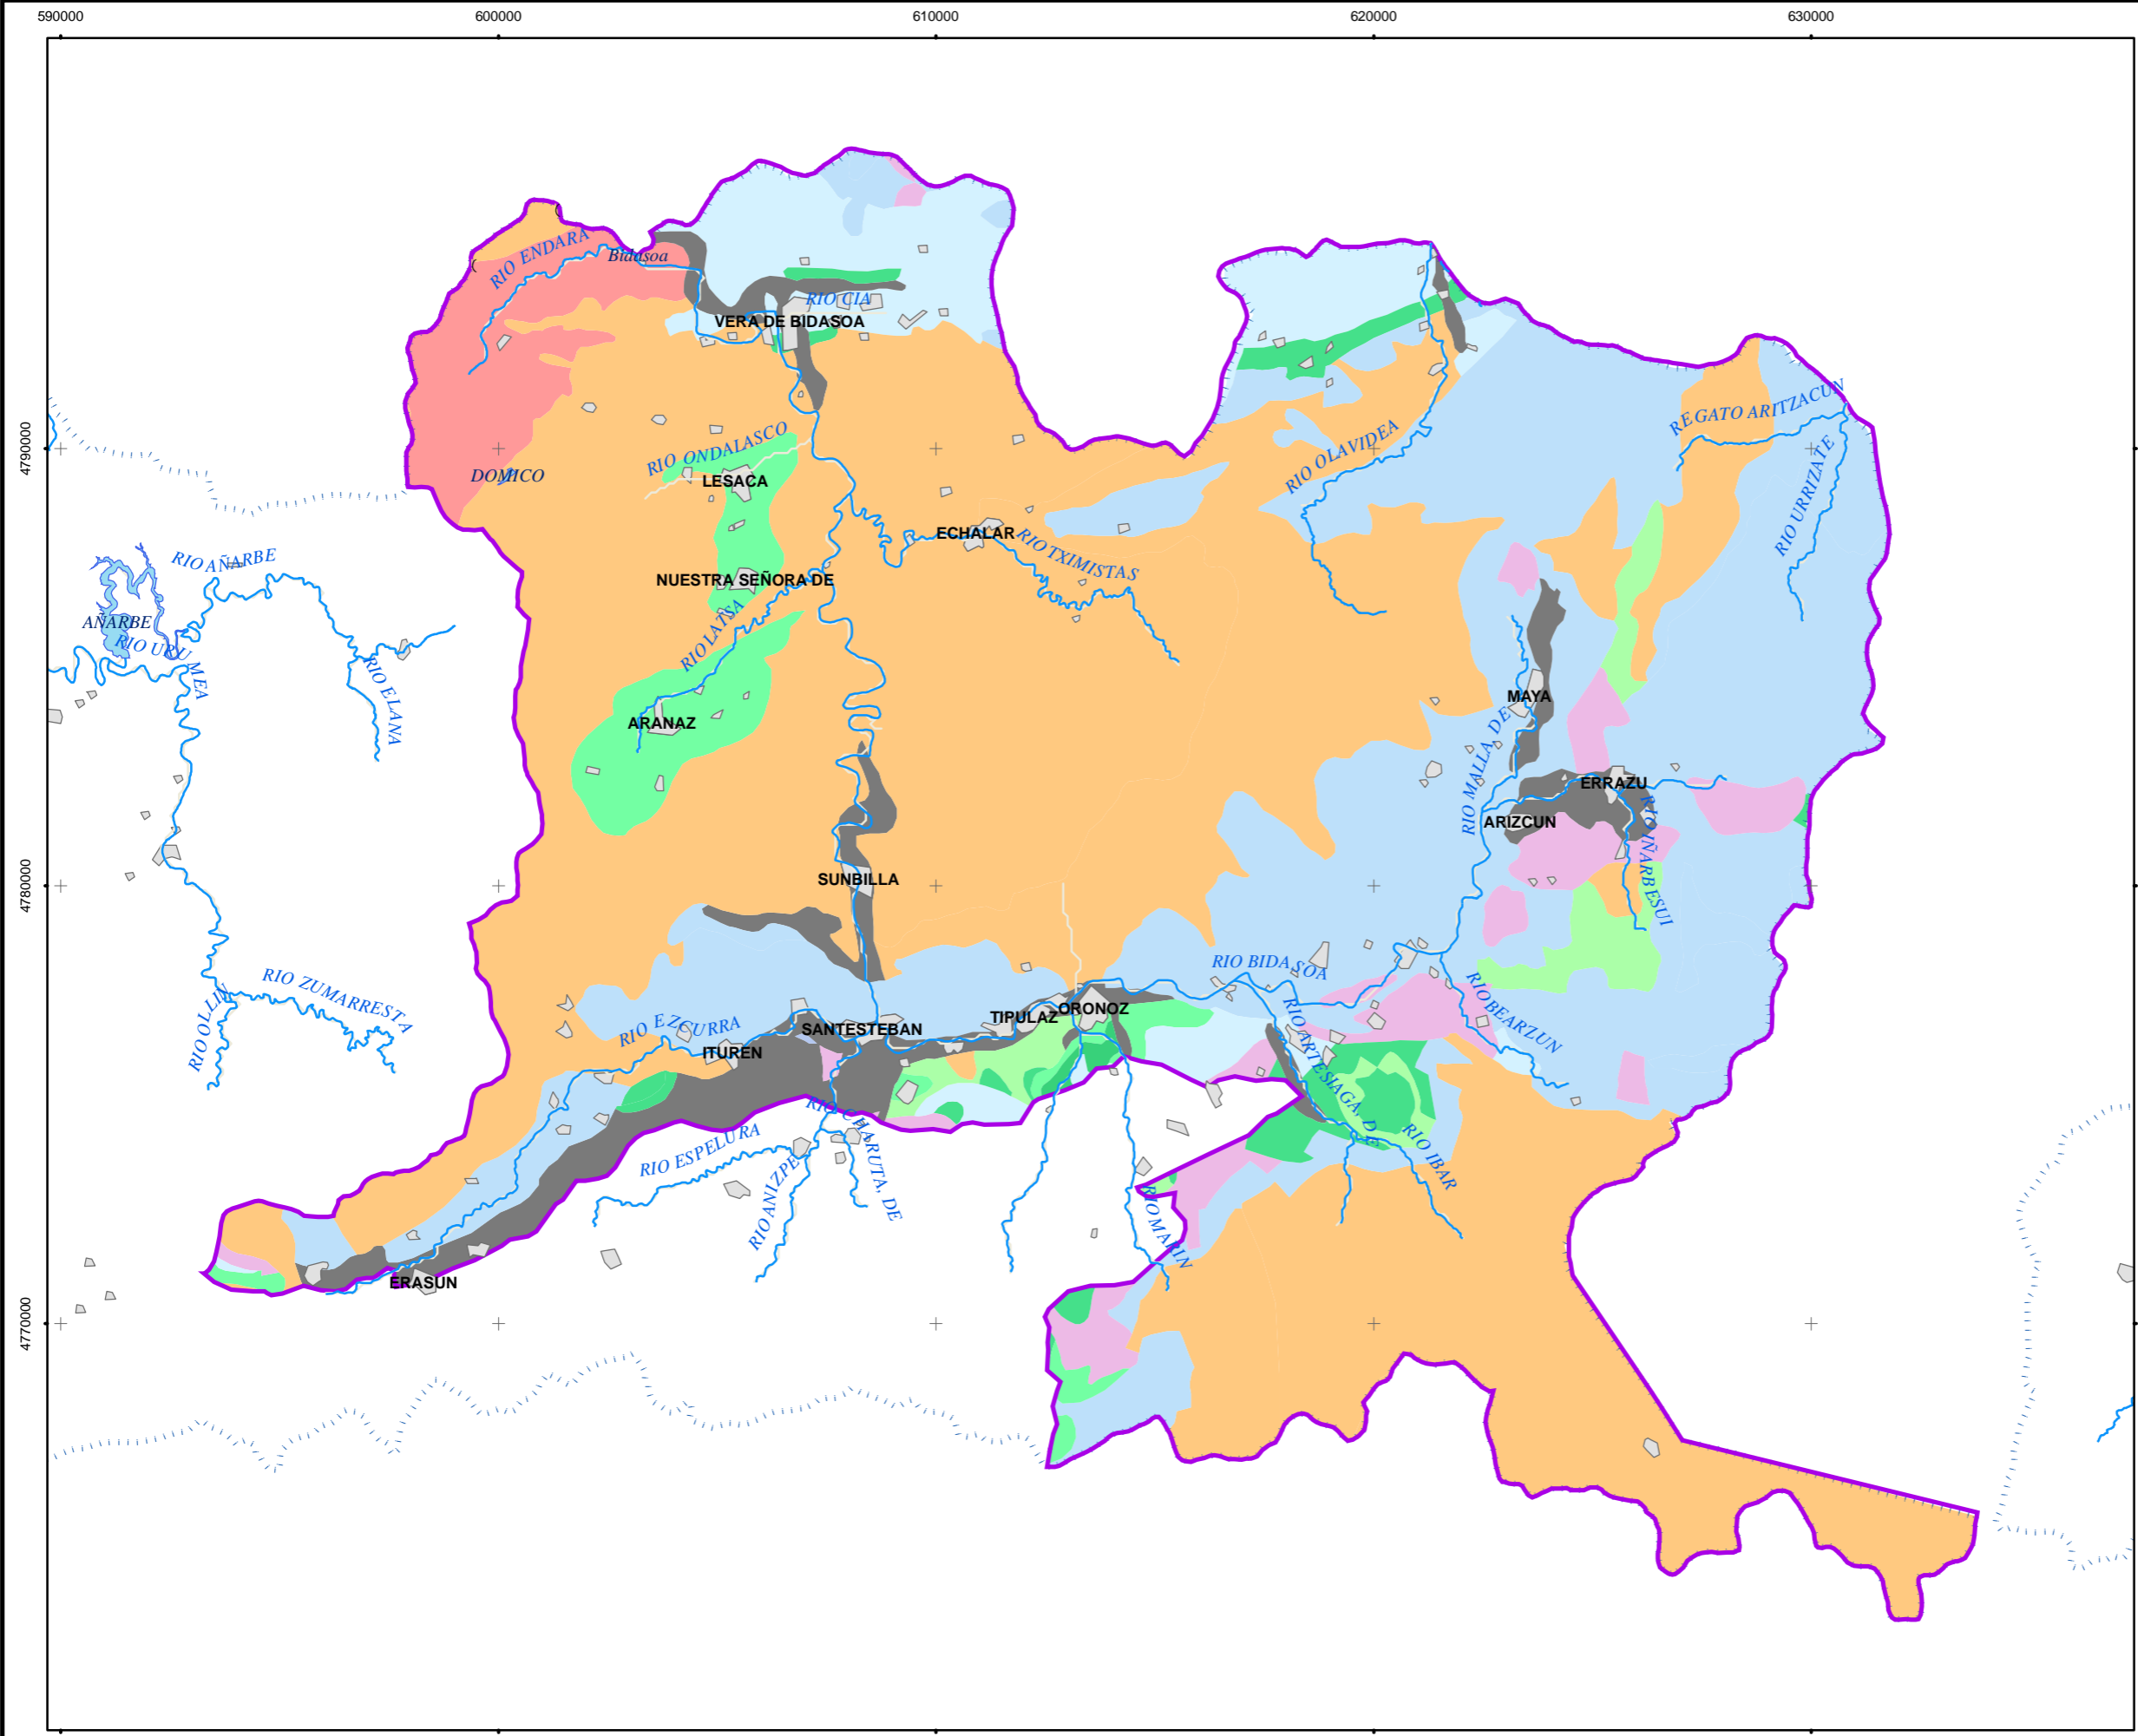 590000
600000
610000
620000
630000
4790000
4780000
4770000
RIO ENDARA
Bidasoa
RIO CIA
VERA DE BIDASOA
REGATO ARITZACUN
RIO ONDALASCO
RIO OLAVIDEA
RIO URRIZATE
DOMICO
LESACA
ECHALAR
RIO TXIMISTAS
RIO AÑARBE
NUESTRA SEÑORA DE
AÑARBE
RIO URUMEA
RIO LATSA
RIO ELANA
MAYA
ARANAZ
RIO MALLA, DE
ERRAZU
ARIZCUN
RIO IÑARBESUI
SUNBILLA
RIO BIDASOA
RIO ZUMARRESTA
RIO OLLIN
RIO EZCURRA
SANTESTEBAN
TIPULAZ
ORONOZ
RIO BEARZUN
ITUREN
RIO ARTESIAGA, DE
RIO CHARUTA, DE
RIO ESPELURA
RIO ANIZPE
RIO IBAR
RIO MARIN
ERASUN